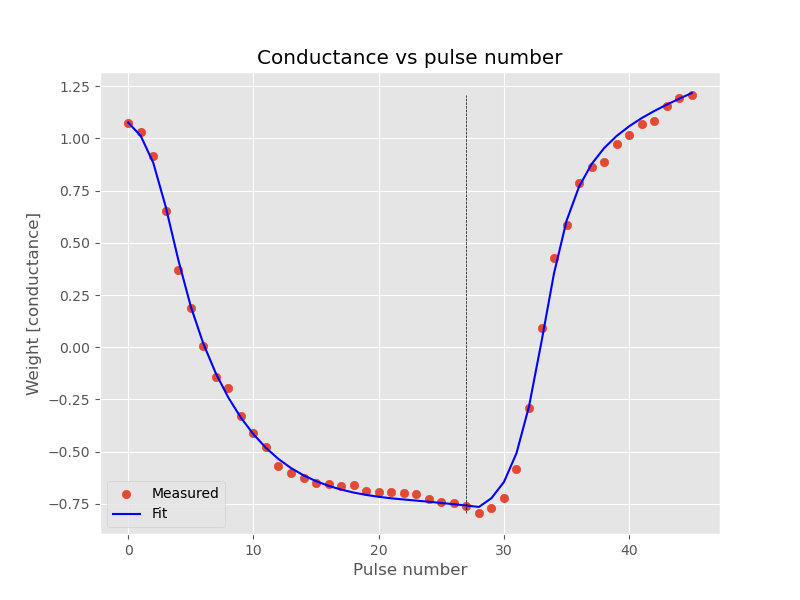 Conductance vs pulse number
1.25
1.00
0.75
0.50
0.25
0.00
−0.25
−0.50
−0.75
Weight [conductance]
Measured
Fit
0 10 20 30 40
Pulse number